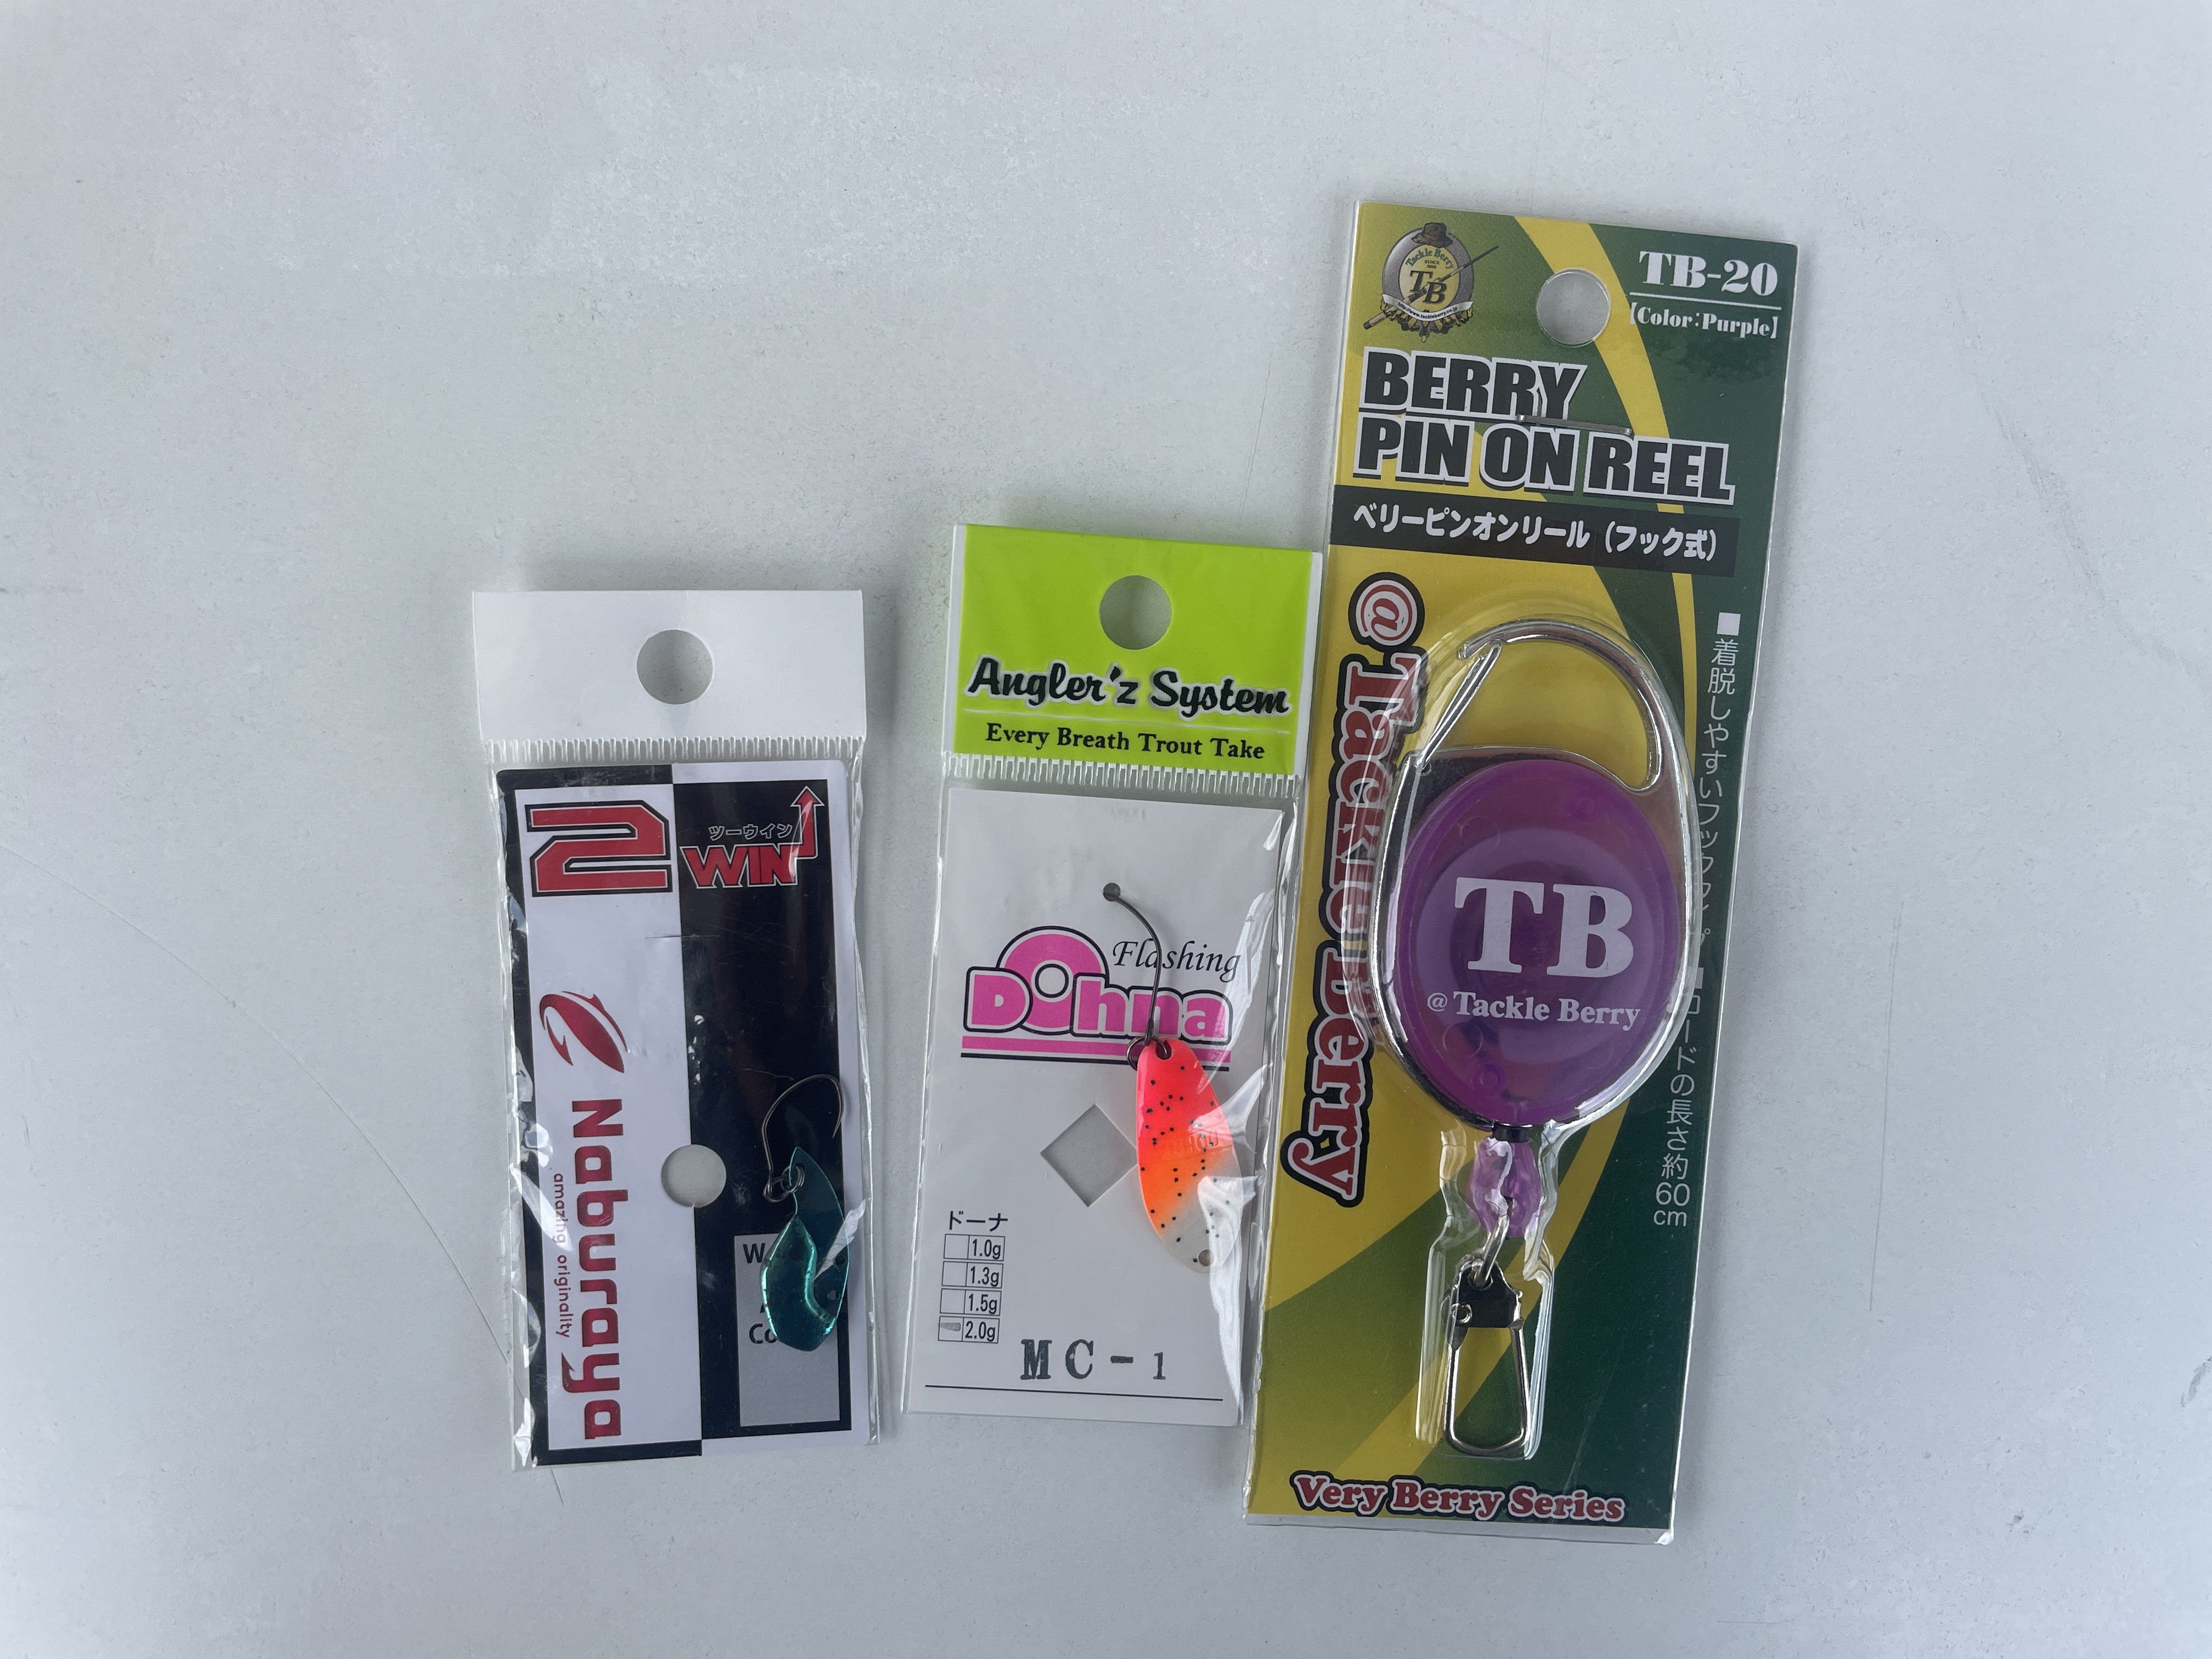 2
ツーウイン
WIN
Naburaya
amazing originality
Angler'z System
Every Breath Trout Take
Flashing
Dohna
ドーナ
1.0g
1.3g
1.5g
2.0g
MC-1
Tackle Berry
SINCE
TB
TB-20
【Color:Purple】
BERRY
PIN ON REEL
ベリーピンオンリール（フック式）
@Tackle Berry
■着脱しやすいフックタイプ
■コードの長さ約60cm
TB
@ Tackle Berry
Very Berry Series